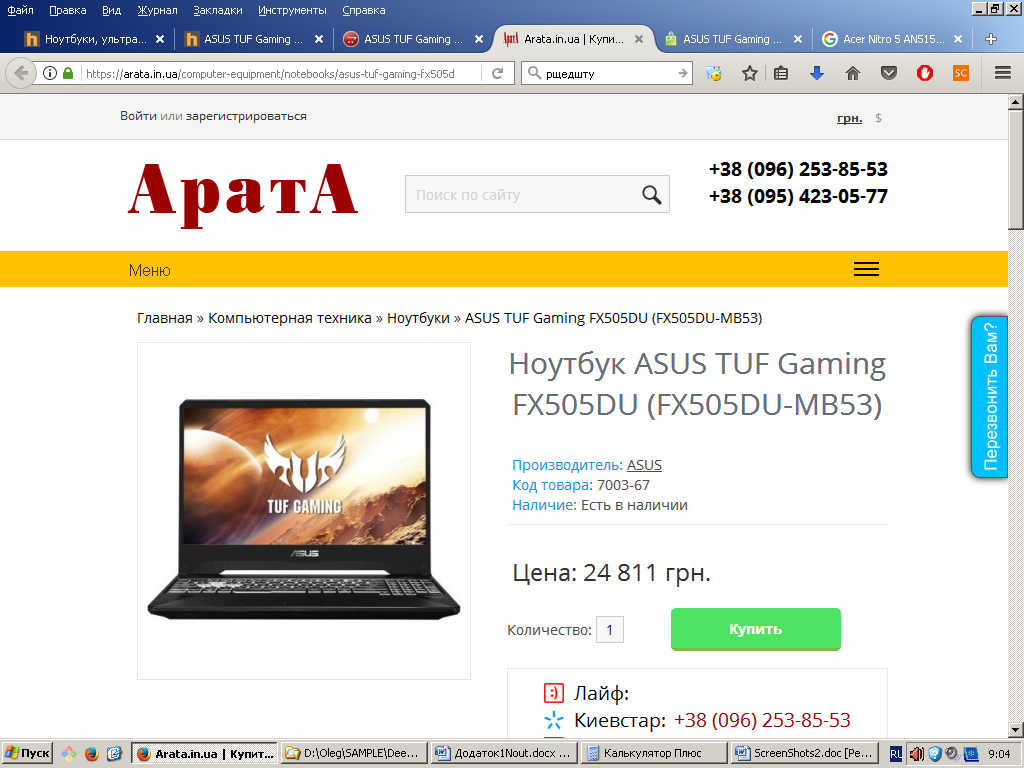 Файл Правка Вид Журнал Закладки Инструменты Справка
Ноутбуки, ультра... ASUS TUF Gaming ... ASUS TUF Gaming ... Arata.in.ua | Купи... ASUS TUF Gaming ... Acer Nitro 5 AN515...
https://arata.in.ua/computer-equipment/notebooks/asus-tuf-gaming-fx505d рщедшту SC
Войти или зарегистрироваться грн. $
АратА
Поиск по сайту
+38 (096) 253-85-53
+38 (095) 423-05-77
Меню
Главная » Компьютерная техника » Ноутбуки » ASUS TUF Gaming FX505DU (FX505DU-MB53)
Перезвонить Вам?
TUF GAMING
ASUS
Ноутбук ASUS TUF Gaming
FX505DU (FX505DU-MB53)
Производитель: ASUS
Код товара: 7003-67
Наличие: Есть в наличии
Цена: 24 811 грн.
Количество: 1 Купить
Лайф:
Киевстар: +38 (096) 253-85-53
Пуск Arata.in.ua | Купит... D:\Oleg\SAMPLE\Dee... Додаток1Nout.docx ... Калькулятор Плюс ScreenShots2.doc [Ре... RU 9:04